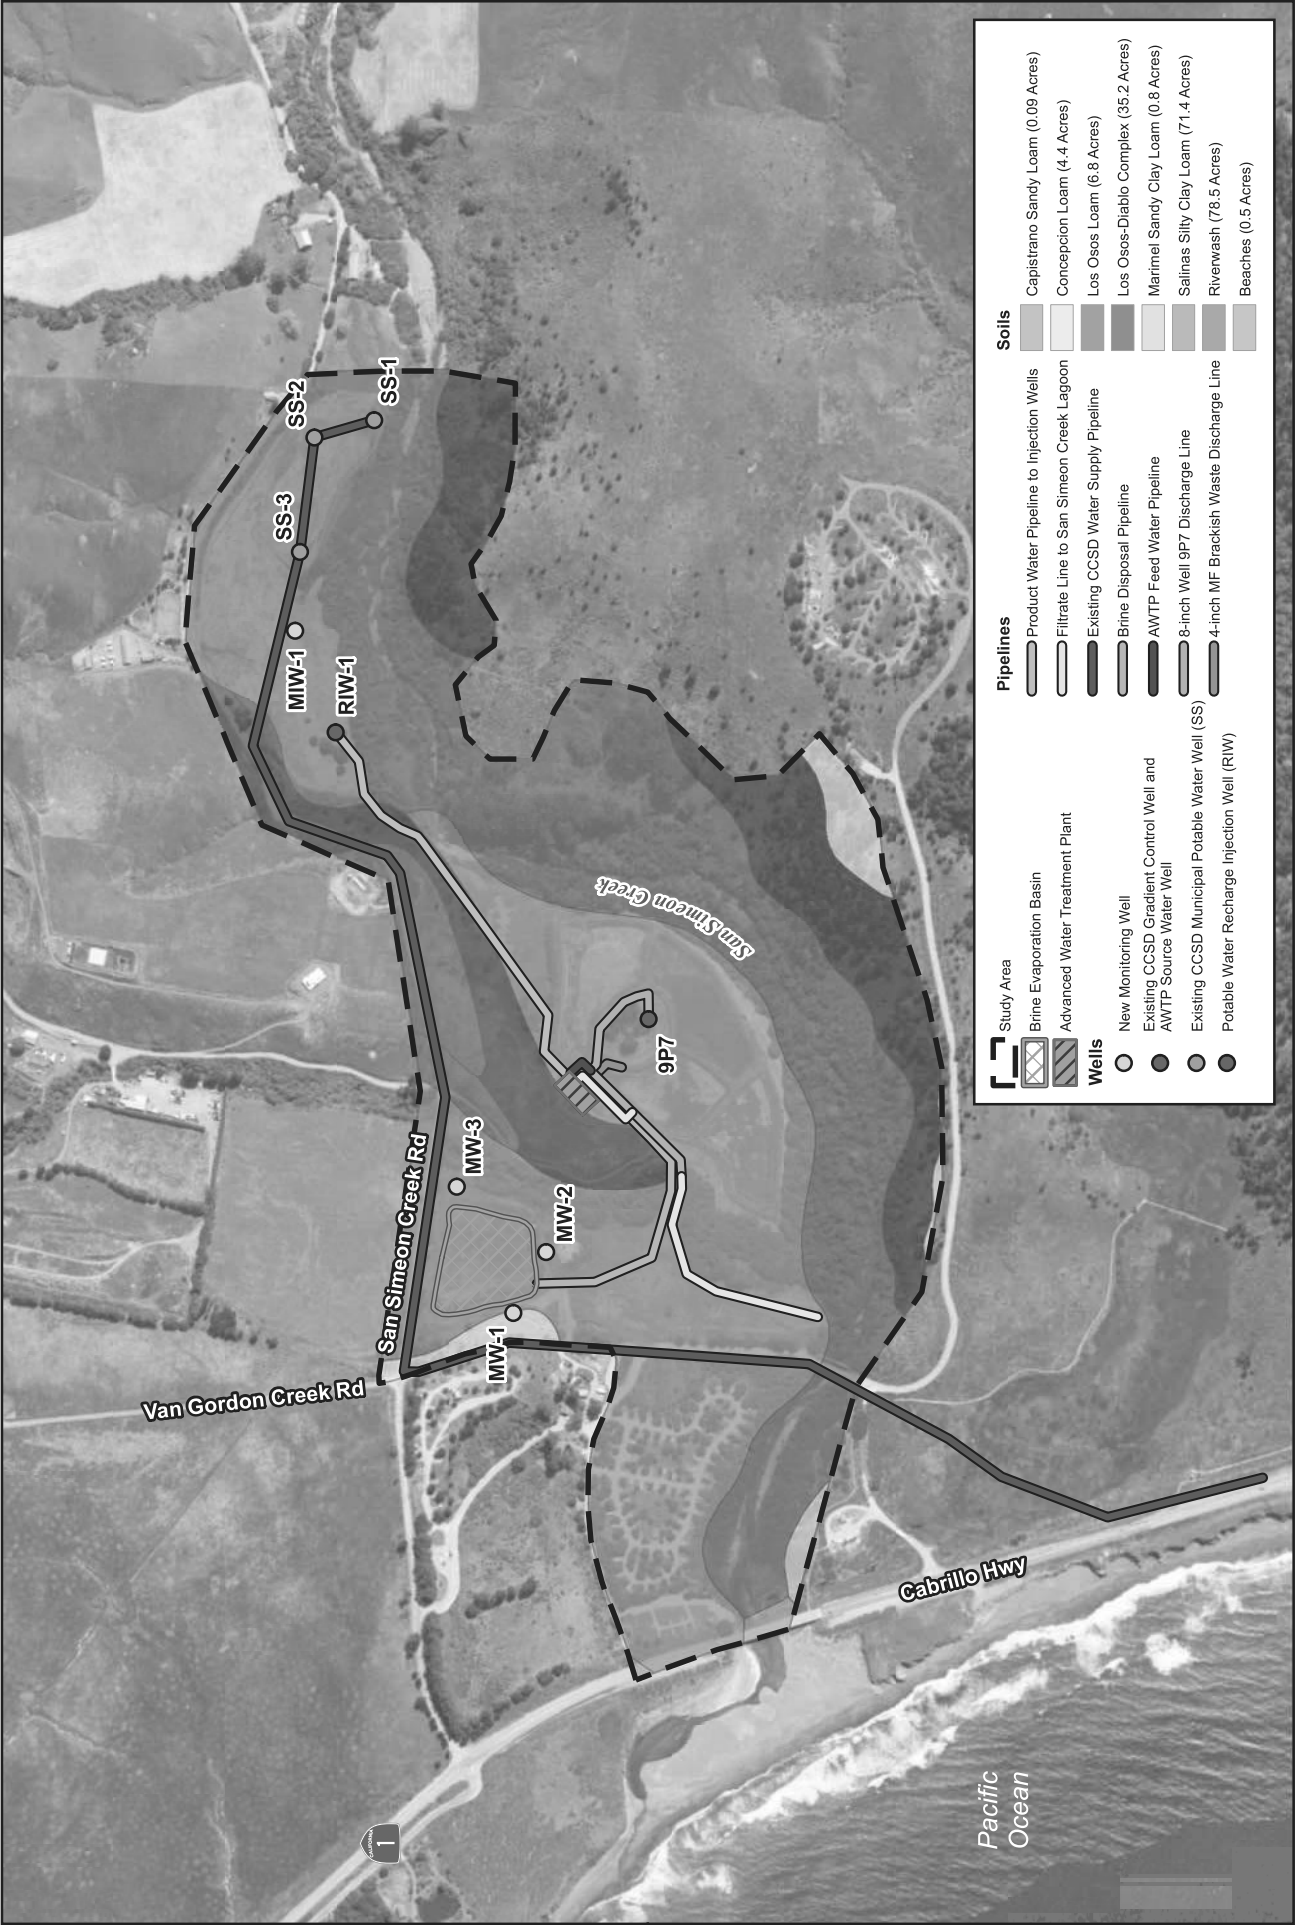 SS-2
SS-1
SS-3
MIW-1
RIW-1
San Simeon Creek
9P7
MW-3
MW-2
MW-1
San Simeon Creek Rd
Van Gordon Creek Rd
Cabrillo Hwy
CALIFORNIA
1
Pacific
Ocean
Study Area
Brine Evaporation Basin
Advanced Water Treatment Plant
Wells
New Monitoring Well
Existing CCSD Gradient Control Well and
AWTP Source Water Well
Existing CCSD Municipal Potable Water Well (SS)
Potable Water Recharge Injection Well (RIW)
Pipelines
Product Water Pipeline to Injection Wells
Filtrate Line to San Simeon Creek Lagoon
Existing CCSD Water Supply Pipeline
Brine Disposal Pipeline
AWTP Feed Water Pipeline
8-inch Well 9P7 Discharge Line
4-inch MF Brackish Waste Discharge Line
Soils
Capistrano Sandy Loam (0.09 Acres)
Concepcion Loam (4.4 Acres)
Los Osos Loam (6.8 Acres)
Los Osos-Diablo Complex (35.2 Acres)
Marimel Sandy Clay Loam (0.8 Acres)
Salinas Silty Clay Loam (71.4 Acres)
Riverwash (78.5 Acres)
Beaches (0.5 Acres)